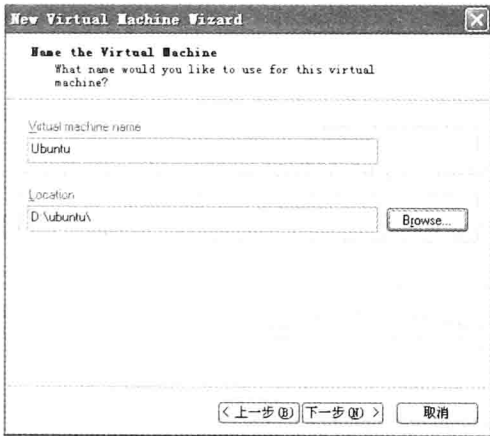 New Virtual Machine Wizard
Name the Virtual Machine
What name would you like to use for this virtual
machine?
Virtual machine name
Ubuntu
Location
D:\ubuntu\
Browse...
< 上一步(B)
下一步(N) >
取消